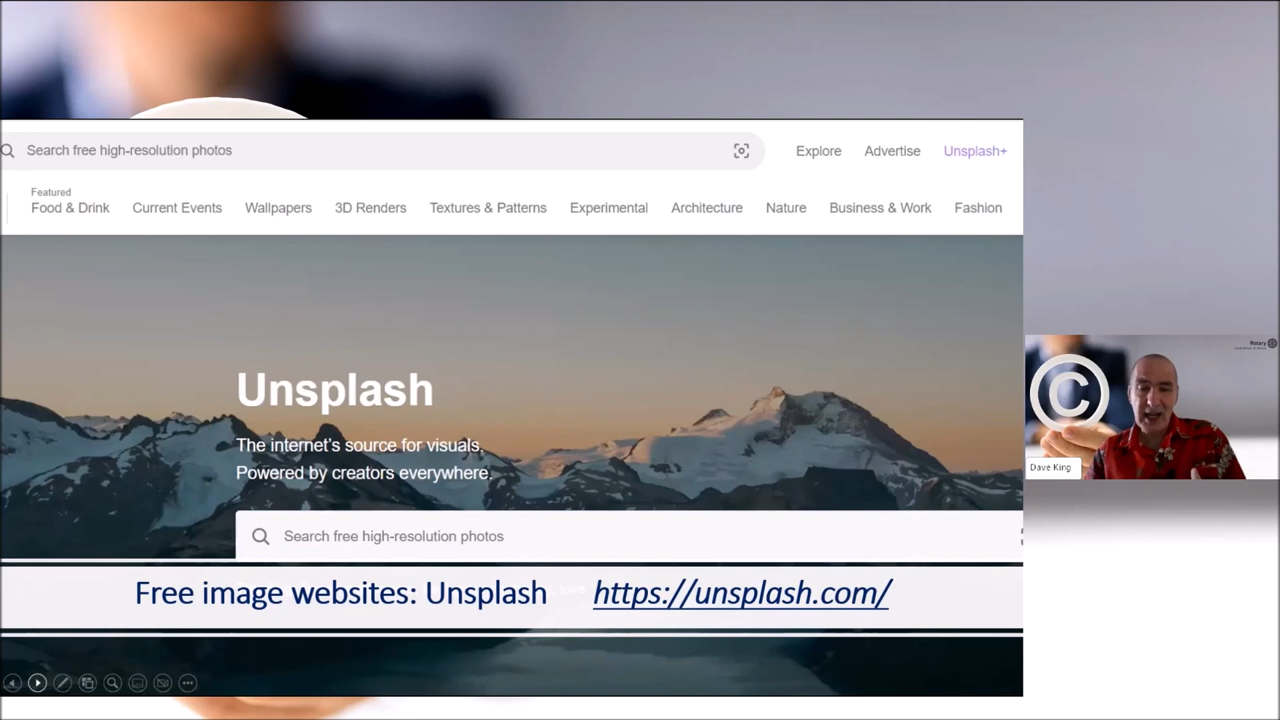 Search free high-resolution photos
Explore Advertise Unsplash+
Featured
Food & Drink Current Events Wallpapers 3D Renders Textures & Patterns Experimental Architecture Nature Business & Work Fashion
Unsplash
The internet's source for visuals.
Powered by creators everywhere.
Search free high-resolution photos
Free image websites: Unsplash https://unsplash.com/
Rotary
©
Dave King